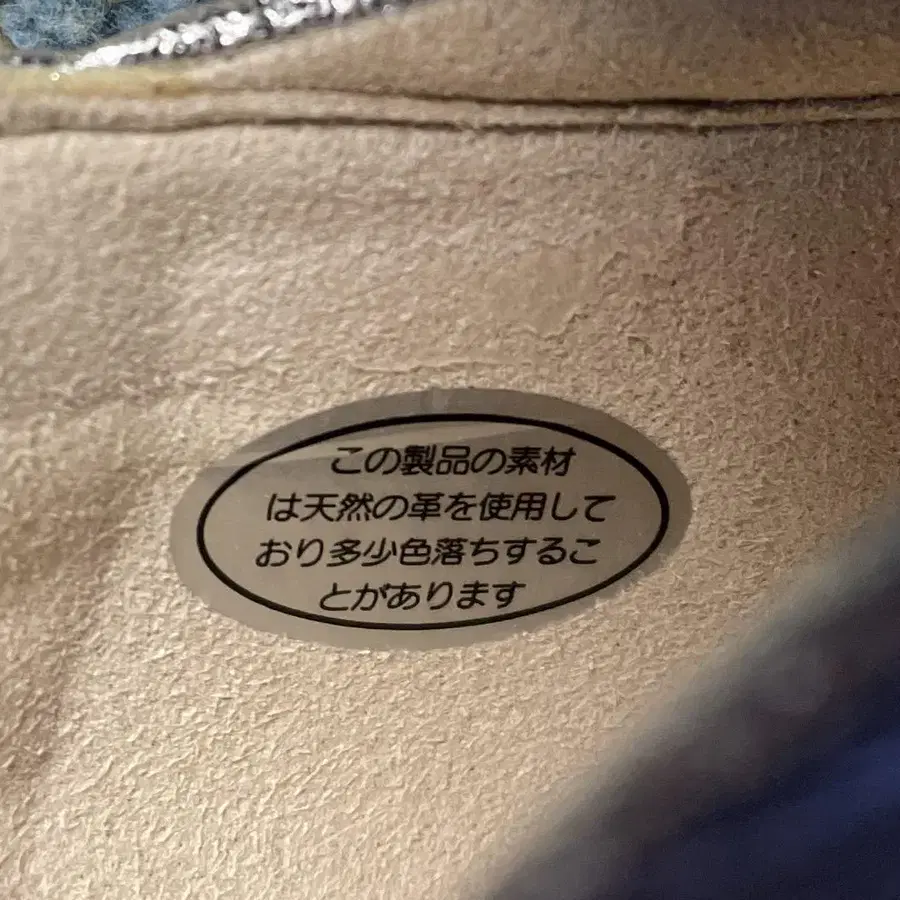 この製品の素材
は天然の革を使用して
おり多少色落ちするこ
とがあります